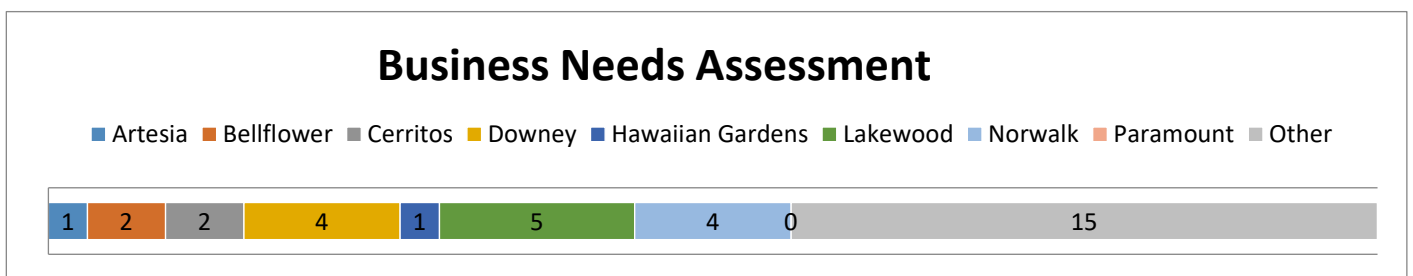 Business Needs Assessment
Artesia Bellflower Cerritos Downey Hawaiian Gardens Lakewood Norwalk Paramount Other
1 2 2 4 1 5 4 0 15